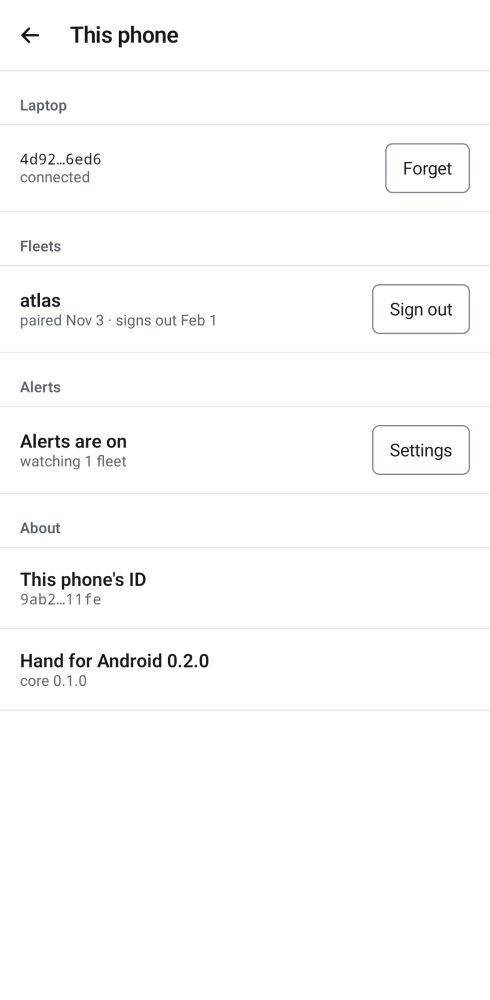 This phone
Laptop
4d92…6ed6
connected
Forget
Fleets
atlas
paired Nov 3 · signs out Feb 1
Sign out
Alerts
Alerts are on
watching 1 fleet
Settings
About
This phone's ID
9ab2…11fe
Hand for Android 0.2.0
core 0.1.0